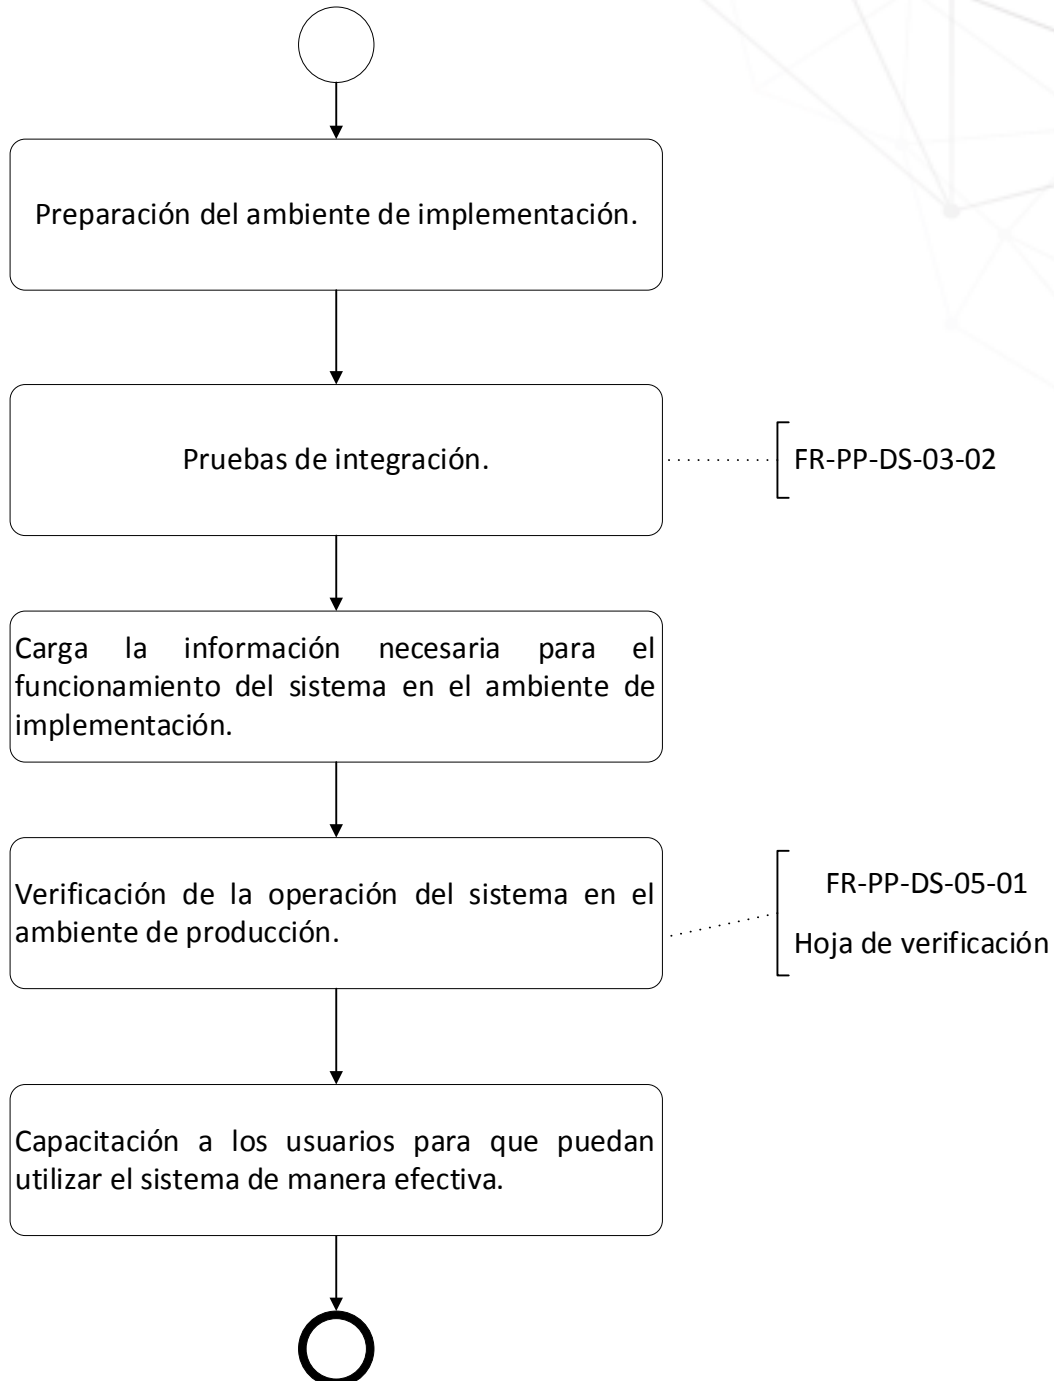 Preparación del ambiente de implementación.
Pruebas de integración.
FR-PP-DS-03-02
Carga la información necesaria para el
funcionamiento del sistema en el ambiente de
implementación.
Verificación de la operación del sistema en el
ambiente de producción.
FR-PP-DS-05-01
Hoja de verificación
Capacitación a los usuarios para que puedan
utilizar el sistema de manera efectiva.